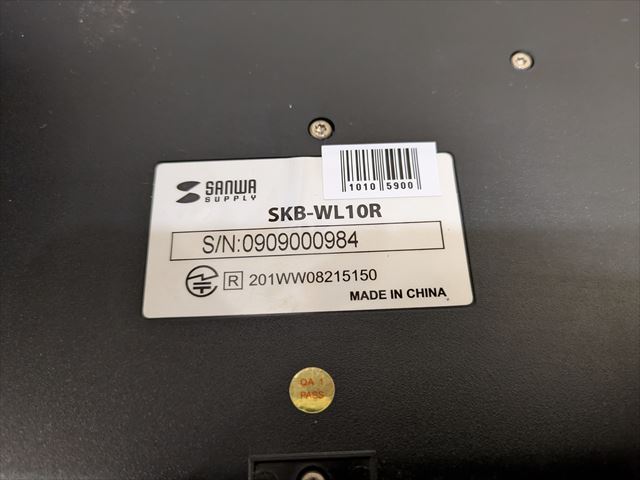 1010 5900
SANWA
SUPPLY
SKB-WL10R
S/N:0909000984
R 201WW08215150
MADE IN CHINA
QA 1
PASS